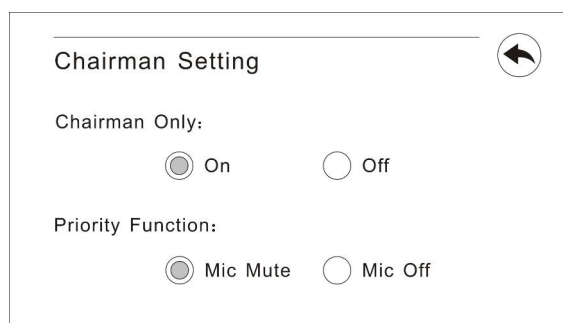 Chairman Setting
Chairman Only:
On Off
Priority Function:
Mic Mute Mic Off